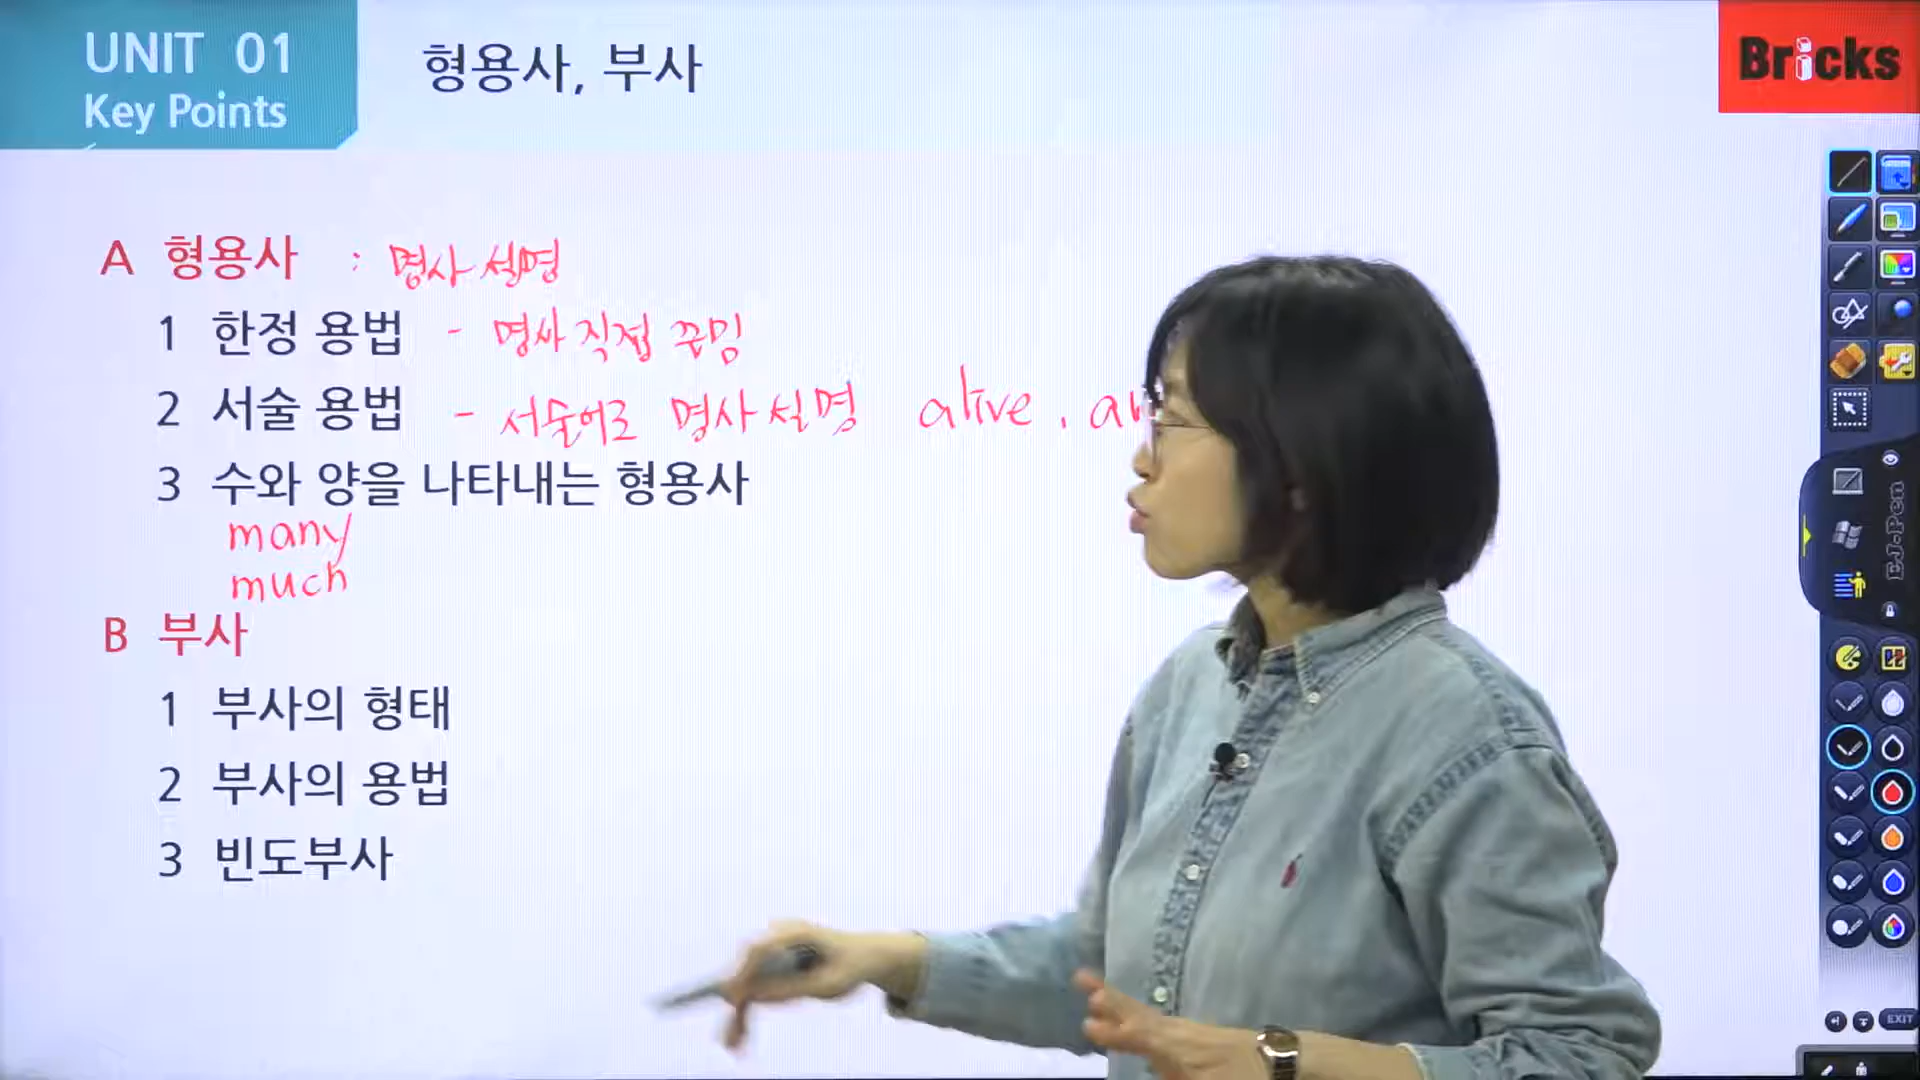 UNIT 01
Key Points
형용사, 부사
Bricks
A 형용사 : 명사 설명
1 한정 용법 - 명사 직접 꾸밈
2 서술 용법 - 서술어로 명사 설명 alive, 
3 수와 양을 나타내는 형용사
many
much
B 부사
1 부사의 형태
2 부사의 용법
3 빈도부사
EJ-Pen
EXIT